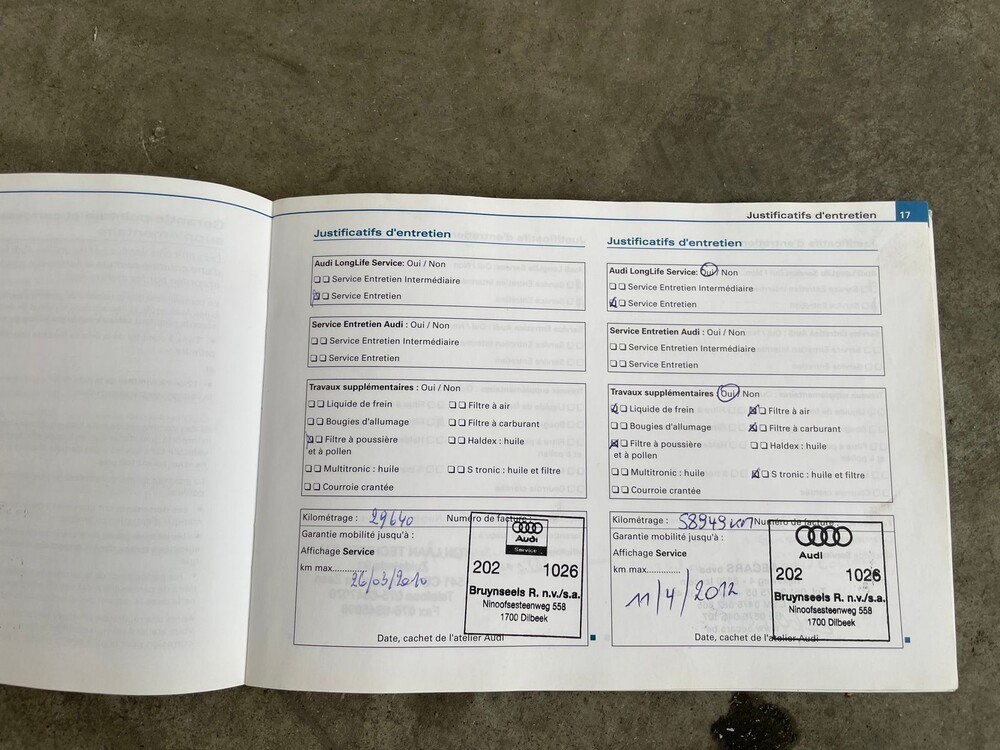 Justificatifs d'entretien 17
Justificatifs d'entretien
Audi LongLife Service: Oui / Non
Service Entretien Intermédiaire
Service Entretien
Service Entretien Audi : Oui / Non
Service Entretien Intermédiaire
Service Entretien
Travaux supplémentaires : Oui / Non
Liquide de frein
Filtre à air
Bougies d'allumage
Filtre à carburant
Filtre à poussière
et à pollen
Haldex : huile
Multitronic : huile
S tronic : huile et filtre
Courroie crantée
Kilométrage : 29640
Numéro de facture :
Garantie mobilité jusqu'à :
Affichage Service
km max..............
26/03/2010
Audi
Service
202 1026
Bruynseels R. n.v./s.a.
Ninoofsesteenweg 558
1700 Dilbeek
Date, cachet de l'atelier Audi
Justificatifs d'entretien
Audi LongLife Service: Oui / Non
Service Entretien Intermédiaire
Service Entretien
Service Entretien Audi : Oui / Non
Service Entretien Intermédiaire
Service Entretien
Travaux supplémentaires Oui / Non
Liquide de frein
Filtre à air
Bougies d'allumage
Filtre à carburant
Filtre à poussière
et à pollen
Haldex : huile
Multitronic : huile
S tronic : huile et filtre
Courroie crantée
Kilométrage : 58949 km
Numéro de facture :
Garantie mobilité jusqu'à :
Affichage Service
km max..............
11/4/2012
Audi
202 1026
Bruynseels R. n.v./s.a.
Ninoofsesteenweg 558
1700 Dilbeek
Date, cachet de l'atelier Audi